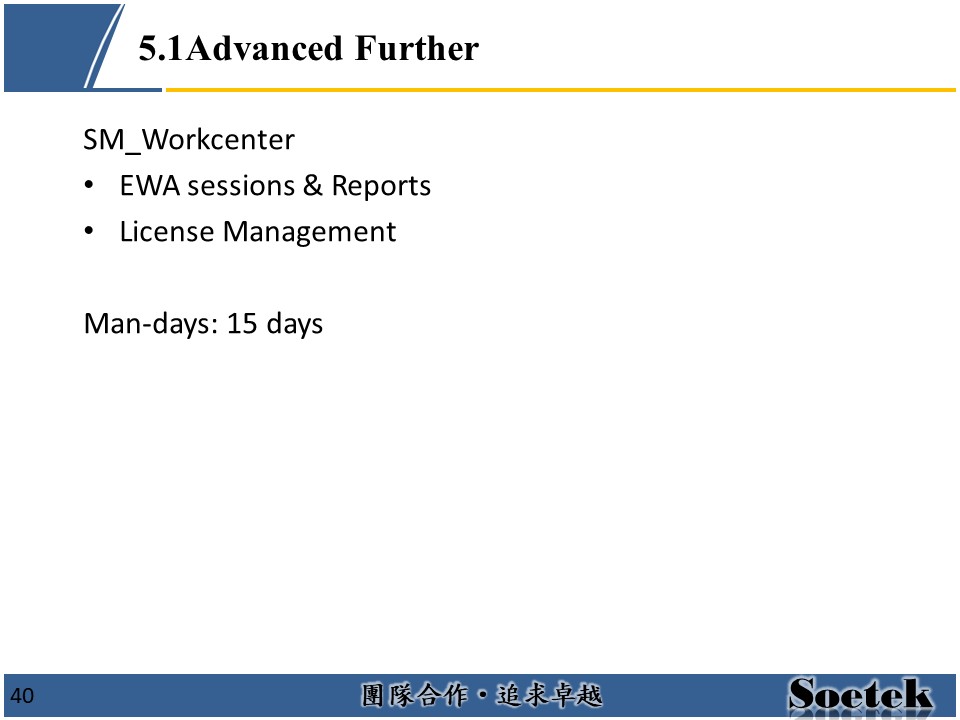 5.1Advanced Further
SM_Workcenter
• EWA sessions & Reports
• License Management
Man-days: 15 days
40
團隊合作·追求卓越
Soetek